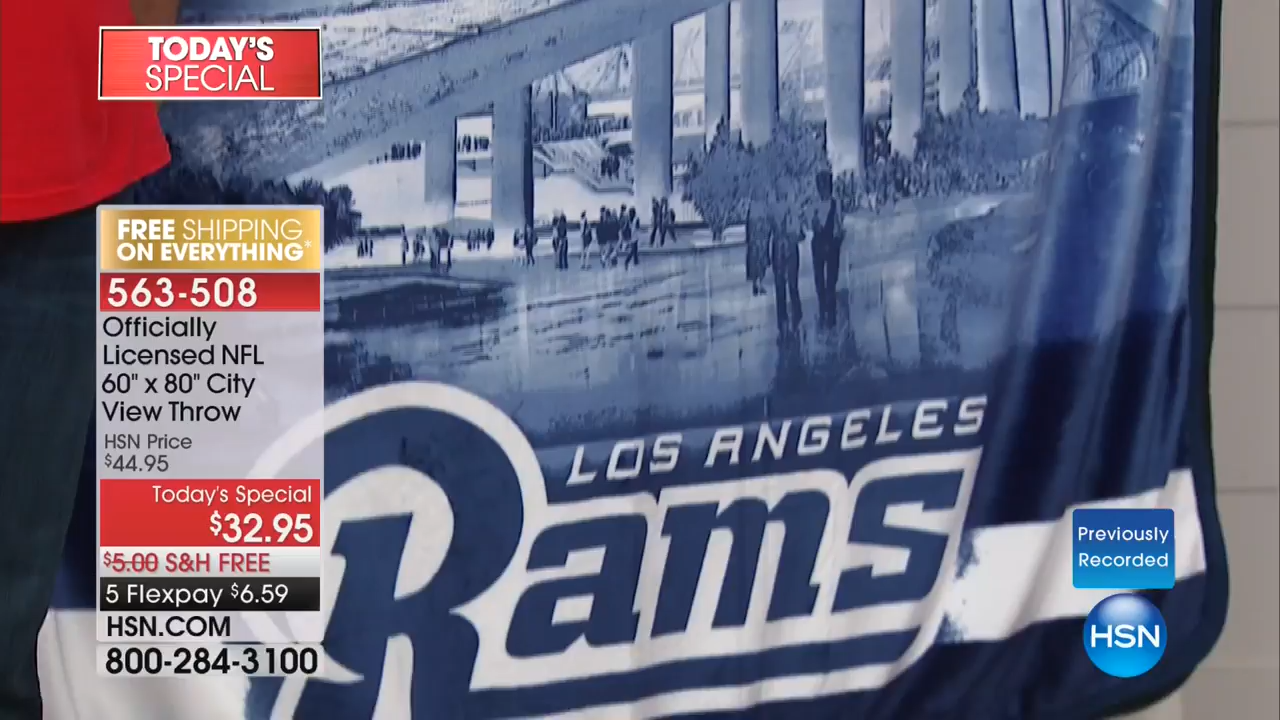 TODAY'S
SPECIAL
FREE SHIPPING
ON EVERYTHING*
563-508
Officially
Licensed NFL
60" x 80" City
View Throw
HSN Price
$44.95
Today's Special
$32.95
$5.00 S&H FREE
5 Flexpay $6.59
HSN.COM
800-284-3100
LOS ANGELES
Rams
Previously
Recorded
HSN